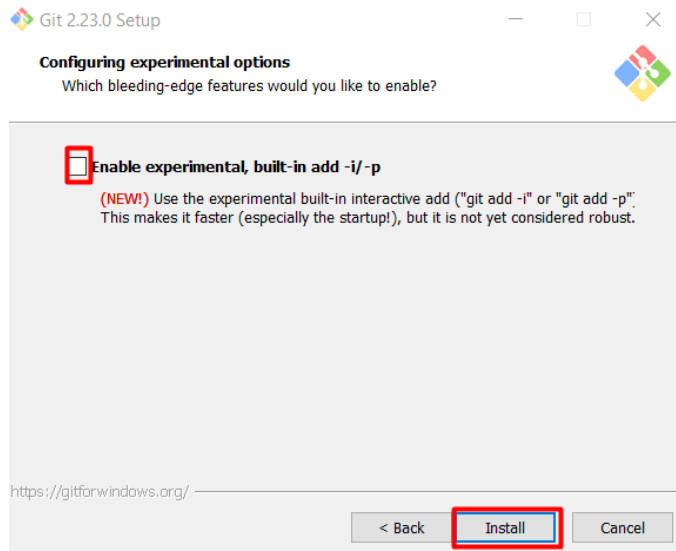 Git 2.23.0 Setup
Configuring experimental options
Which bleeding-edge features would you like to enable?
Enable experimental, built-in add -i/-p
(NEW!) Use the experimental built-in interactive add ("git add -i" or "git add -p"
This makes it faster (especially the startup!), but it is not yet considered robust.
https://gitforwindows.org/
< Back Install Cancel